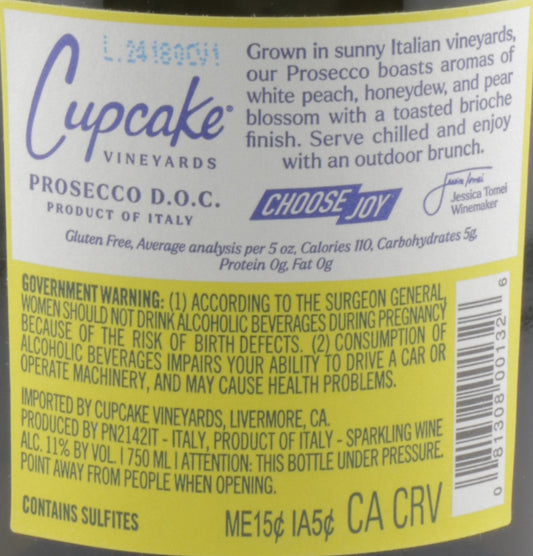 L.24180CV1
Cupcake®
VINEYARDS
PROSECCO D.O.C.
PRODUCT OF ITALY
Grown in sunny Italian vineyards,
our Prosecco boasts aromas of
white peach, honeydew, and pear
blossom with a toasted brioche
finish. Serve chilled and enjoy
with an outdoor brunch.
CHOOSE JOY
Jessica Tomei
Jessica Tomei
Winemaker
Gluten Free, Average analysis per 5 oz, Calories 110, Carbohydrates 5g,
Protein 0g, Fat 0g
GOVERNMENT WARNING: (1) ACCORDING TO THE SURGEON GENERAL,
WOMEN SHOULD NOT DRINK ALCOHOLIC BEVERAGES DURING PREGNANCY
BECAUSE OF THE RISK OF BIRTH DEFECTS. (2) CONSUMPTION OF
ALCOHOLIC BEVERAGES IMPAIRS YOUR ABILITY TO DRIVE A CAR OR
OPERATE MACHINERY, AND MAY CAUSE HEALTH PROBLEMS.
IMPORTED BY CUPCAKE VINEYARDS, LIVERMORE, CA.
PRODUCED BY PN2142IT - ITALY, PRODUCT OF ITALY - SPARKLING WINE
ALC. 11% BY VOL | 750 ML | ATTENTION: THIS BOTTLE UNDER PRESSURE.
POINT AWAY FROM PEOPLE WHEN OPENING.
CONTAINS SULFITES
ME15¢ IA5¢ CA CRV
0 81308 00132 6